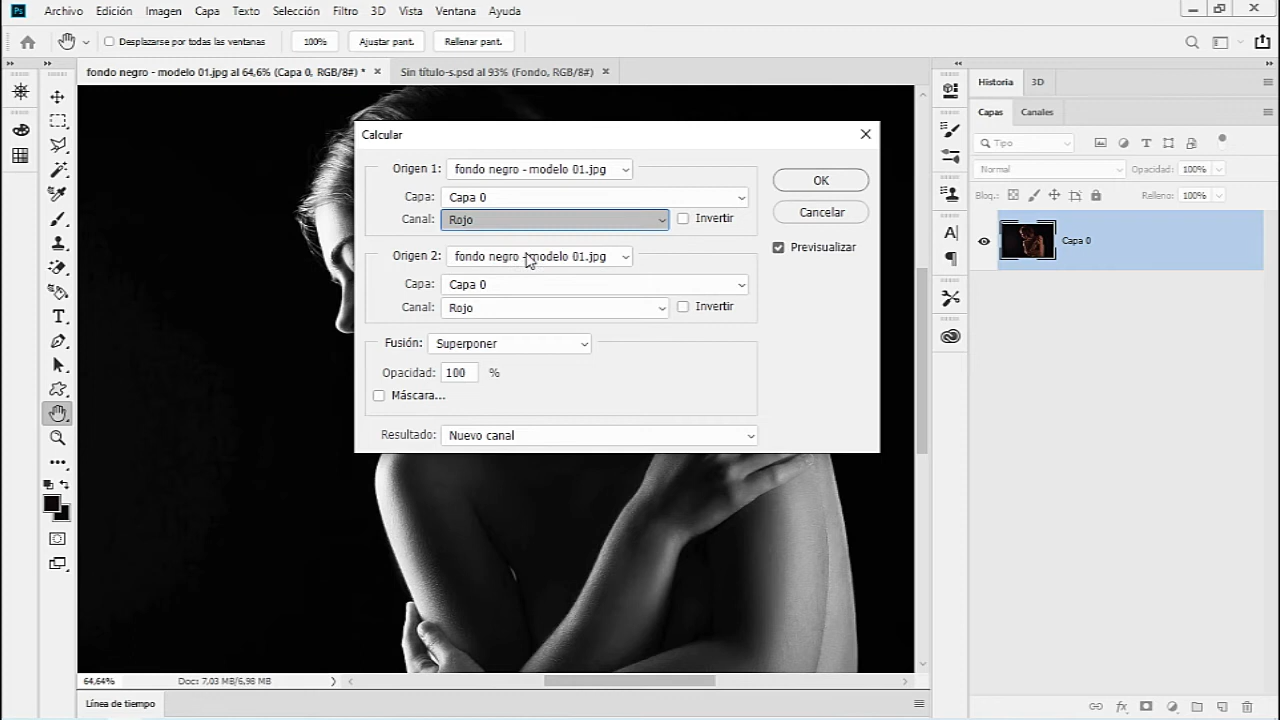 Ps Archivo Edición Imagen Capa Texto Selección Filtro 3D Vista Ventana Ayuda
Desplazarse por todas las ventanas 100% Ajustar pant. Rellenar pant.
fondo negro - modelo 01.jpg al 64,6% (Capa 0, RGB/8#) * × Sin título-s.psd al 93% (Fondo, RGB/8#) ×
Historia 3D
Capas Canales
Tipo
Normal Opacidad: 100%
Bloq.: Relleno: 100%
Capa 0
Calcular
Origen 1: fondo negro - modelo 01.jpg
Capa: Capa 0
Canal: Rojo Invertir
Origen 2: fondo negro - modelo 01.jpg
Capa: Capa 0
Canal: Rojo Invertir
Fusión: Superponer
Opacidad: 100 %
Máscara...
Resultado: Nuevo canal
OK
Cancelar
Previsualizar
64,64% Doc: 7,03 MB/6,98 MB
Línea de tiempo